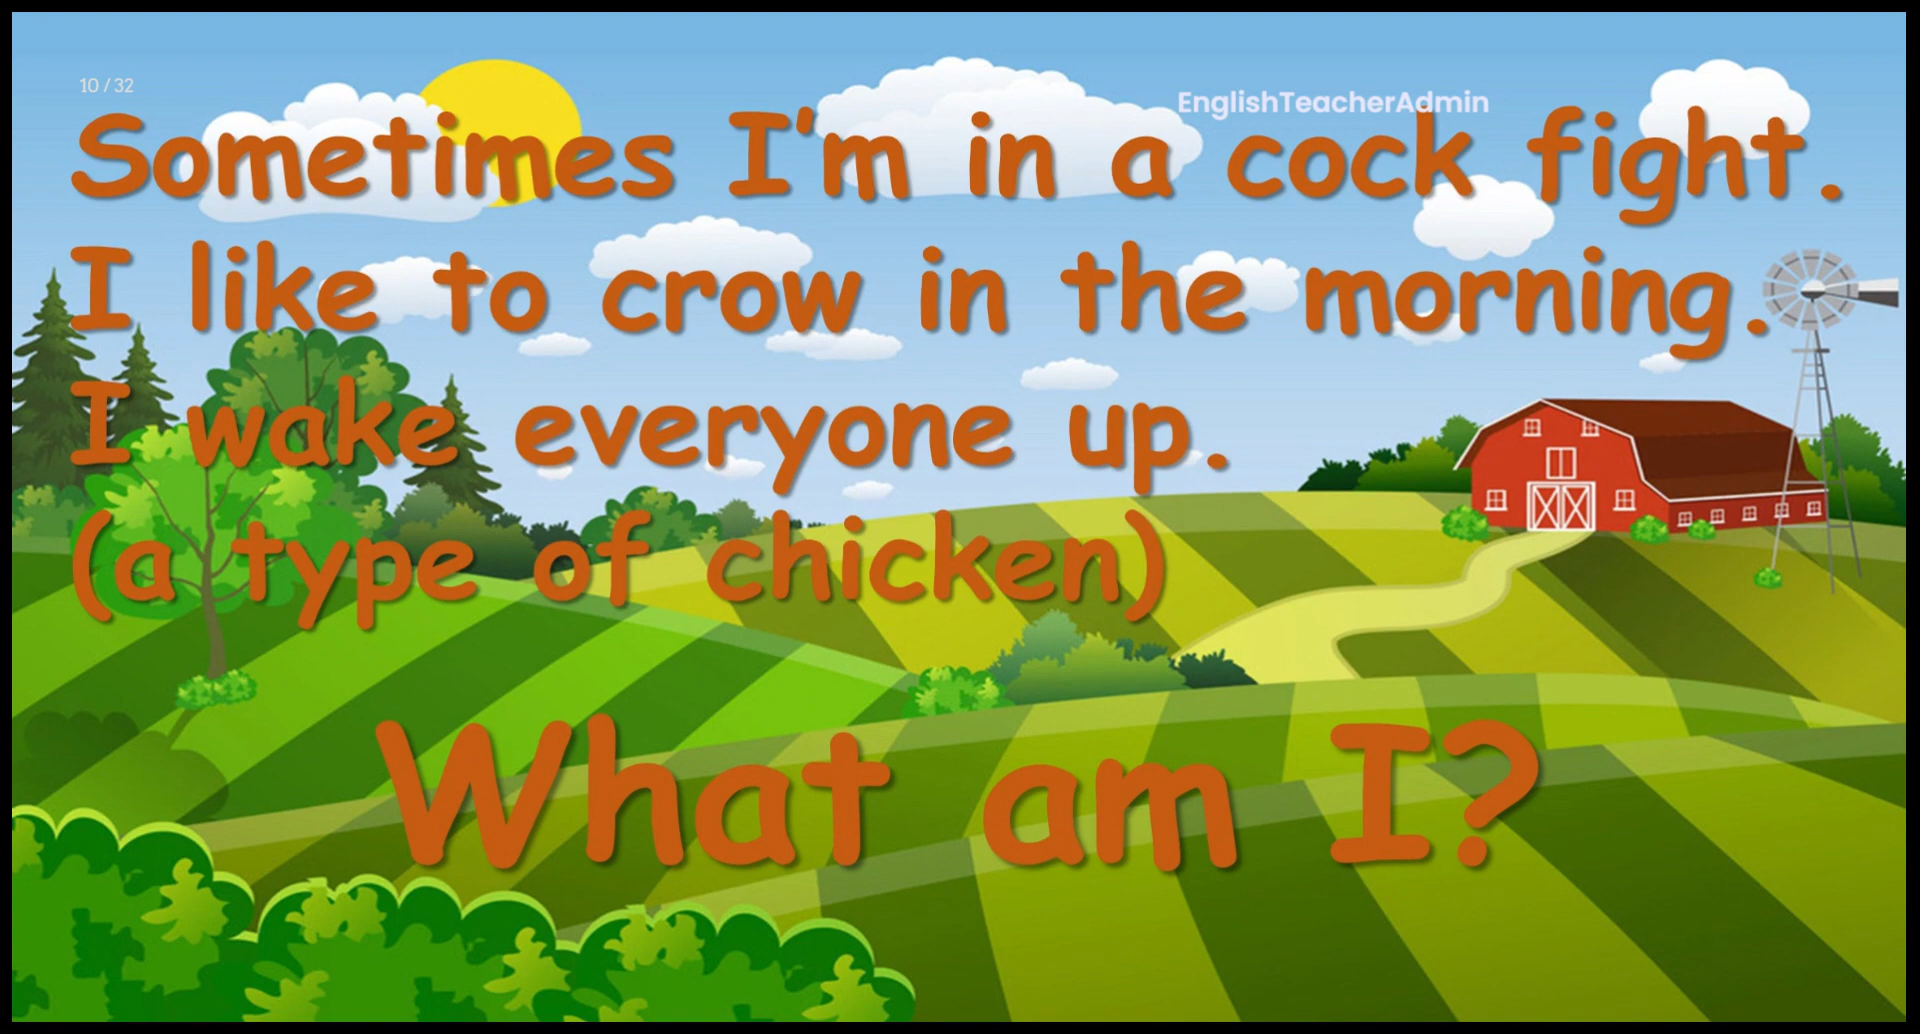 10 / 32
EnglishTeacherAdmin
Sometimes I'm in a cock fight.
I like to crow in the morning.
I wake everyone up.
(a type of chicken)
What am I?